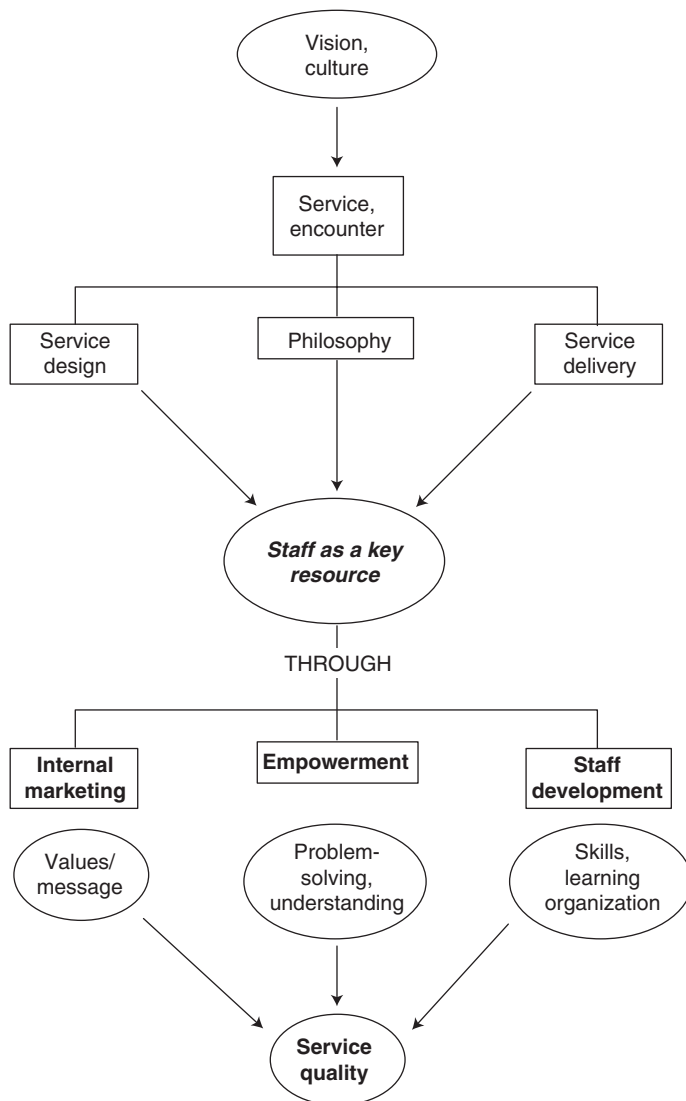 Vision,
culture
Service,
encounter
Service
design
Philosophy
Service
delivery
Staff as a key
resource
THROUGH
Internal
marketing
Empowerment
Staff
development
Values/
message
Problem-
solving,
understanding
Skills,
learning
organization
Service
quality